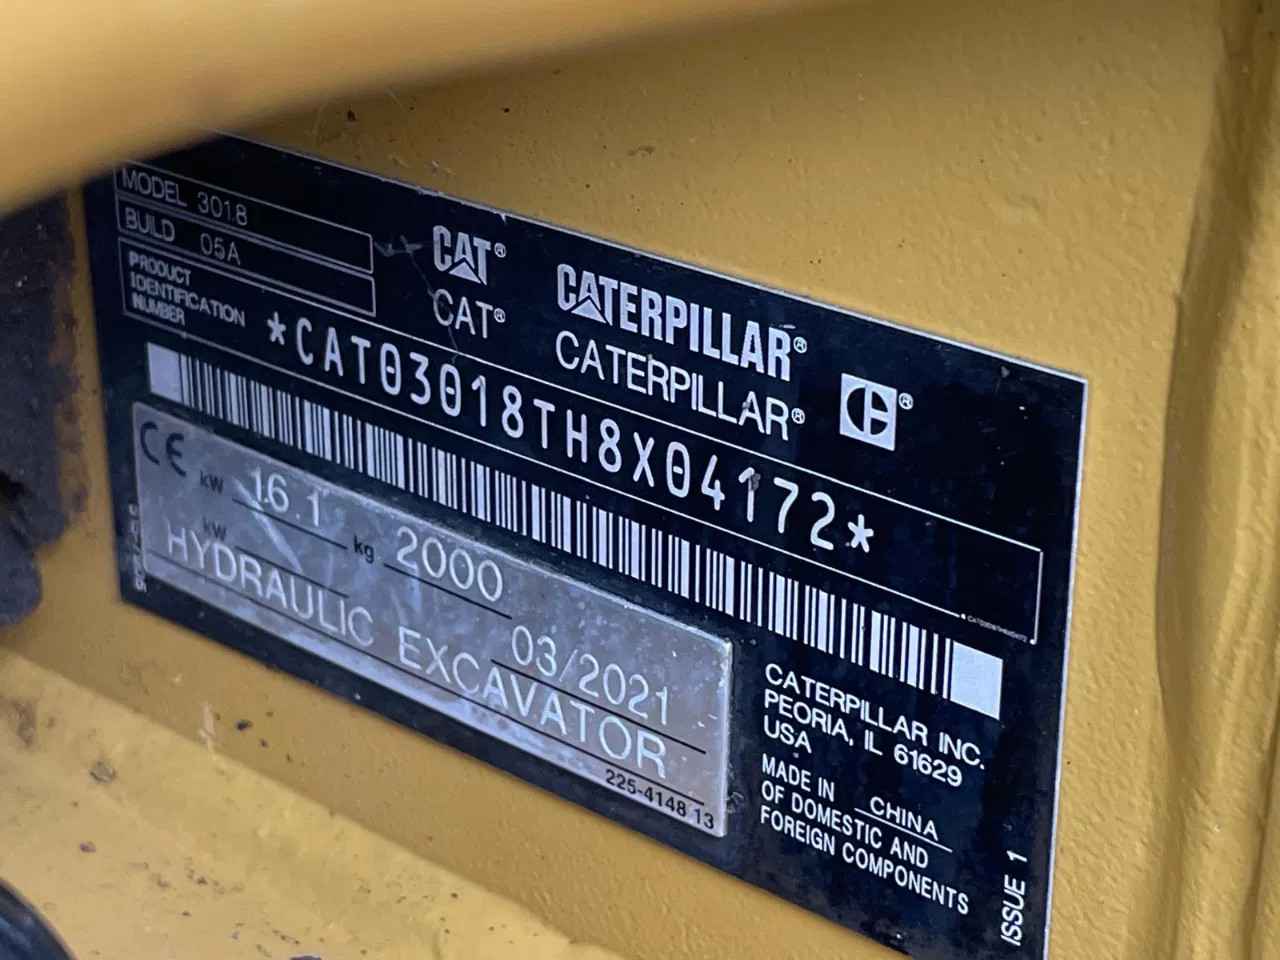 MODEL 301.8
BUILD 05A
PRODUCT
IDENTIFICATION
NUMBER
CAT®
CAT®
CATERPILLAR®
CATERPILLAR®
*CAT03018TH8X04172*
CE
kW 16.1
kg 2000
kW
03/2021
HYDRAULIC EXCAVATOR
225-4148 13
CATERPILLAR INC.
PEORIA, IL 61629
USA
MADE IN CHINA
OF DOMESTIC AND
FOREIGN COMPONENTS
ISSUE 1